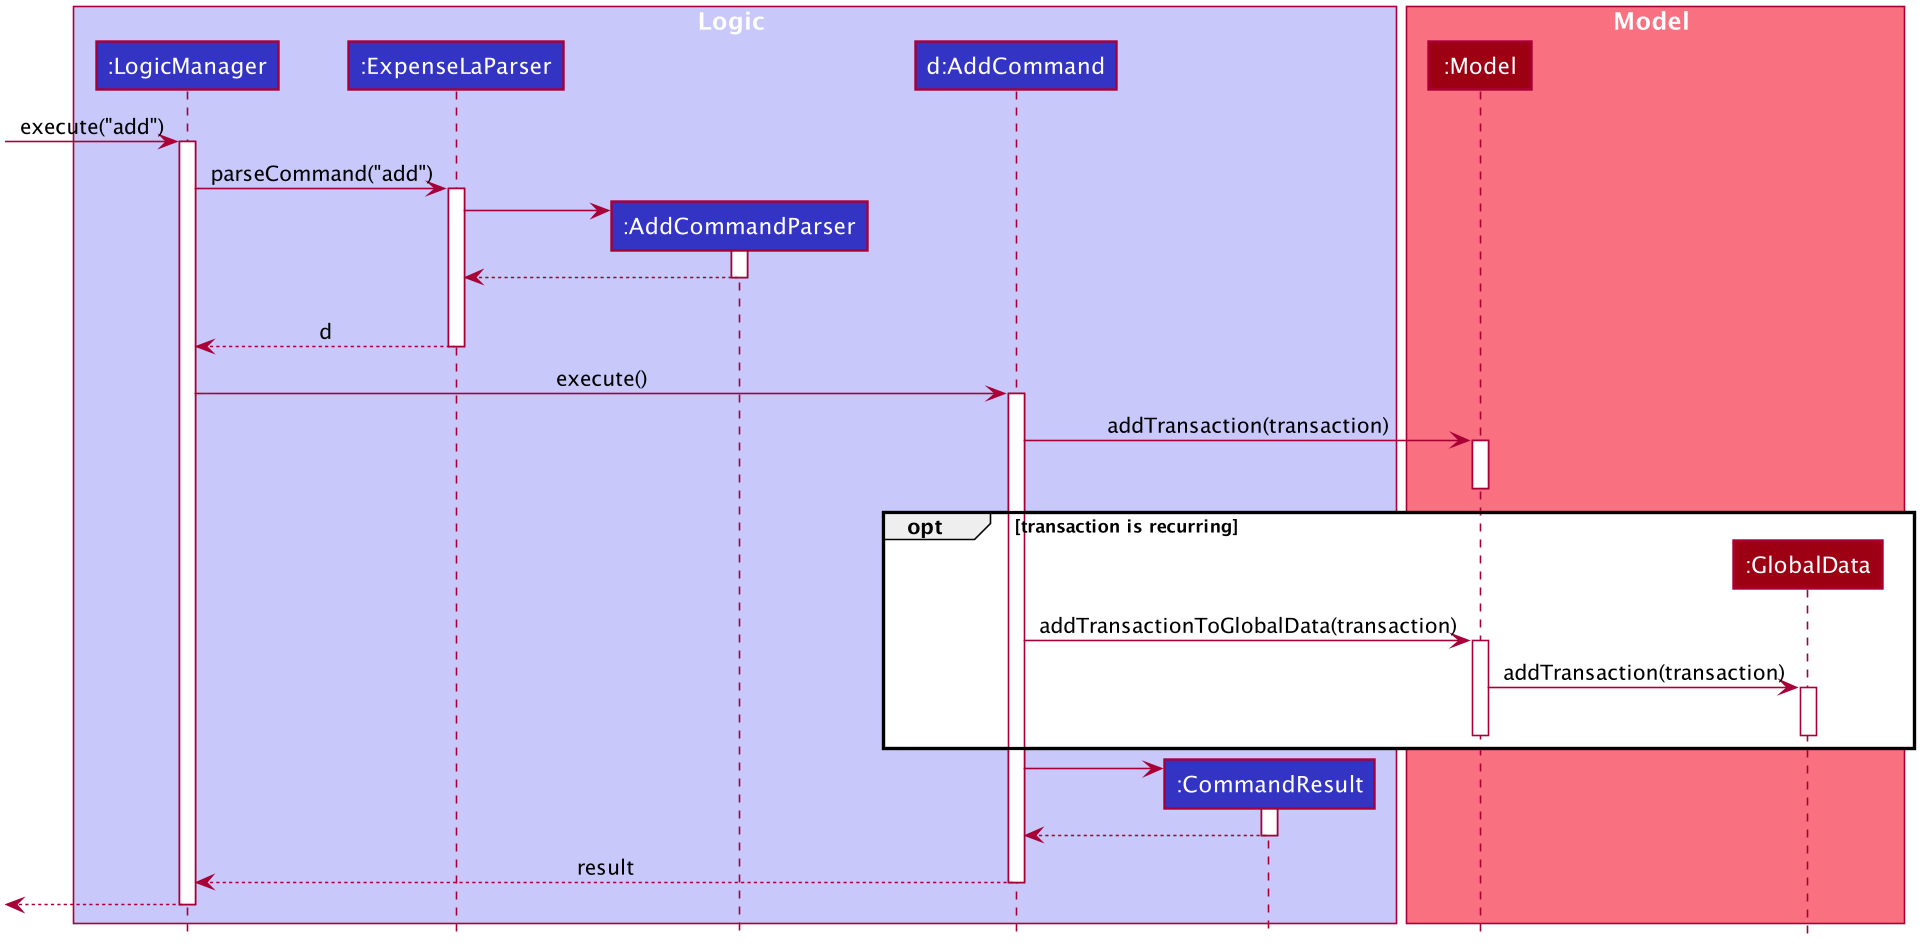 Logic
Model
:LogicManager
:ExpenseLaParser
d:AddCommand
:Model
execute("add")
parseCommand("add")
:AddCommandParser
d
execute()
addTransaction(transaction)
opt
[transaction is recurring]
:GlobalData
addTransactionToGlobalData(transaction)
addTransaction(transaction)
:CommandResult
result